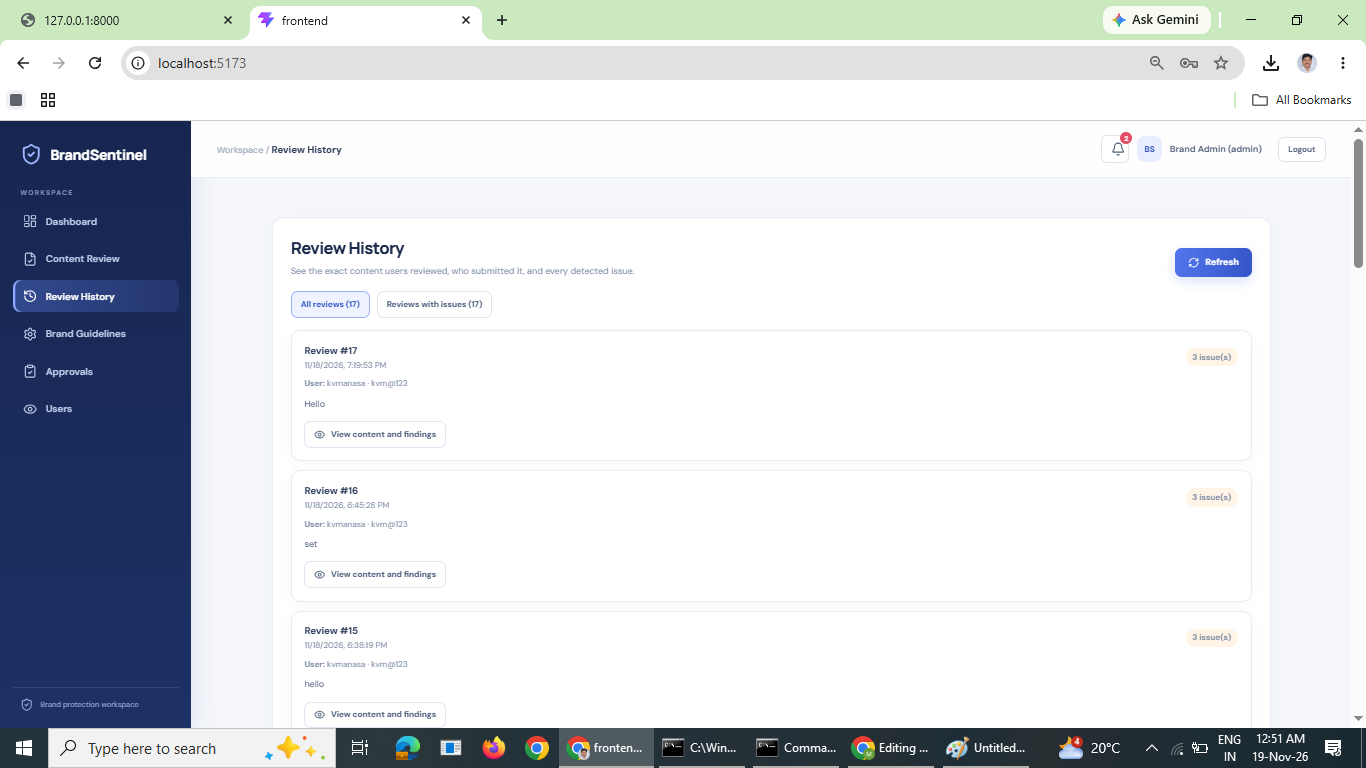 127.0.0.1:8000
frontend
Ask Gemini
localhost:5173
All Bookmarks
BrandSentinel
WORKSPACE
Dashboard
Content Review
Review History
Brand Guidelines
Approvals
Users
Brand protection workspace
Workspace / Review History
2
BS
Brand Admin (admin)
Logout
Review History
See the exact content users reviewed, who submitted it, and every detected issue.
Refresh
All reviews (17)
Reviews with issues (17)
Review #17
11/18/2026, 7:19:53 PM
User: kvmanasa · kvm@123
Hello
View content and findings
3 issue(s)
Review #16
11/18/2026, 6:45:28 PM
User: kvmanasa · kvm@123
set
View content and findings
3 issue(s)
Review #15
11/18/2026, 6:38:19 PM
User: kvmanasa · kvm@123
hello
View content and findings
3 issue(s)
Type here to search
fronten...
C:\Win...
Comma...
Editing ...
Untitled...
4
20°C
ENG
IN
12:51 AM
19-Nov-26